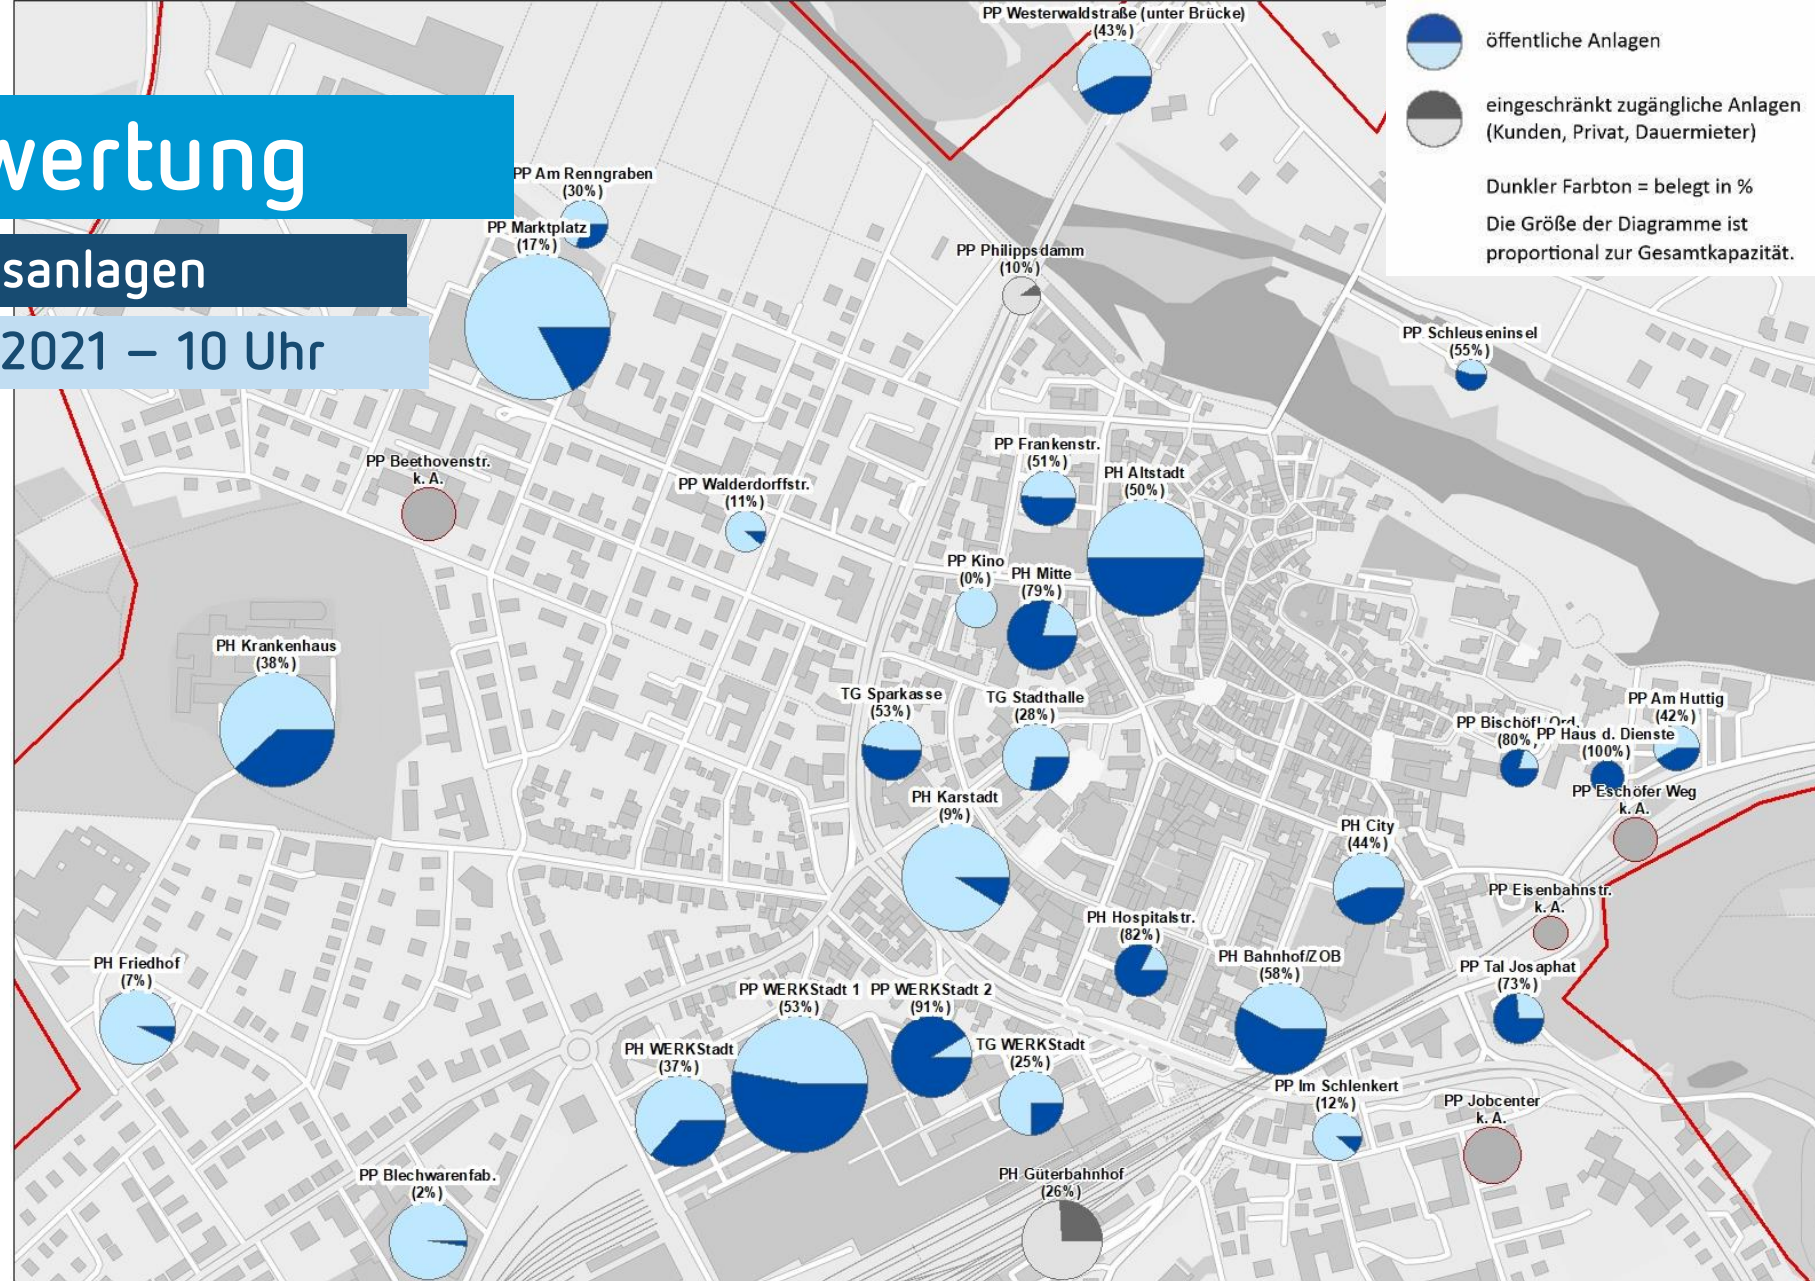 PP Westerwaldstraße (unter Brücke)
(43%)
öffentliche Anlagen
eingeschränkt zugängliche Anlagen
(Kunden, Privat, Dauermieter)
Dunkler Farbton = belegt in %
Die Größe der Diagramme ist
proportional zur Gesamtkapazität.
wertung
sanlagen
2021 – 10 Uhr
PP Am Renngraben
(30%)
PP Marktplatz
(17%)
PP Philippsdamm
(10%)
PP Schleuseninsel
(55%)
PP Beethovenstr.
k. A.
PP Walderdorffstr.
(11%)
PP Frankenstr.
(51%)
PH Altstadt
(50%)
PP Kino
(0%)
PH Mitte
(79%)
PH Krankenhaus
(38%)
TG Sparkasse
(53%)
TG Stadthalle
(28%)
PP Am Huttig
(42%)
PP Bischöfl. Ord.
(80%)
PP Haus d. Dienste
(100%)
PP Eschöfer Weg
k. A.
PH Karstadt
(9%)
PH City
(44%)
PP Eisenbahnstr.
k. A.
PH Hospitalstr.
(82%)
PH Bahnhof/ZOB
(58%)
PP Tal Josaphat
(73%)
PH Friedhof
(7%)
PP WERKStadt 1
(53%)
PP WERKStadt 2
(91%)
PH WERKStadt
(37%)
TG WERKStadt
(25%)
PP Im Schlenkert
(12%)
PP Jobcenter
k. A.
PP Blechwarenfab.
(2%)
PH Güterbahnhof
(26%)